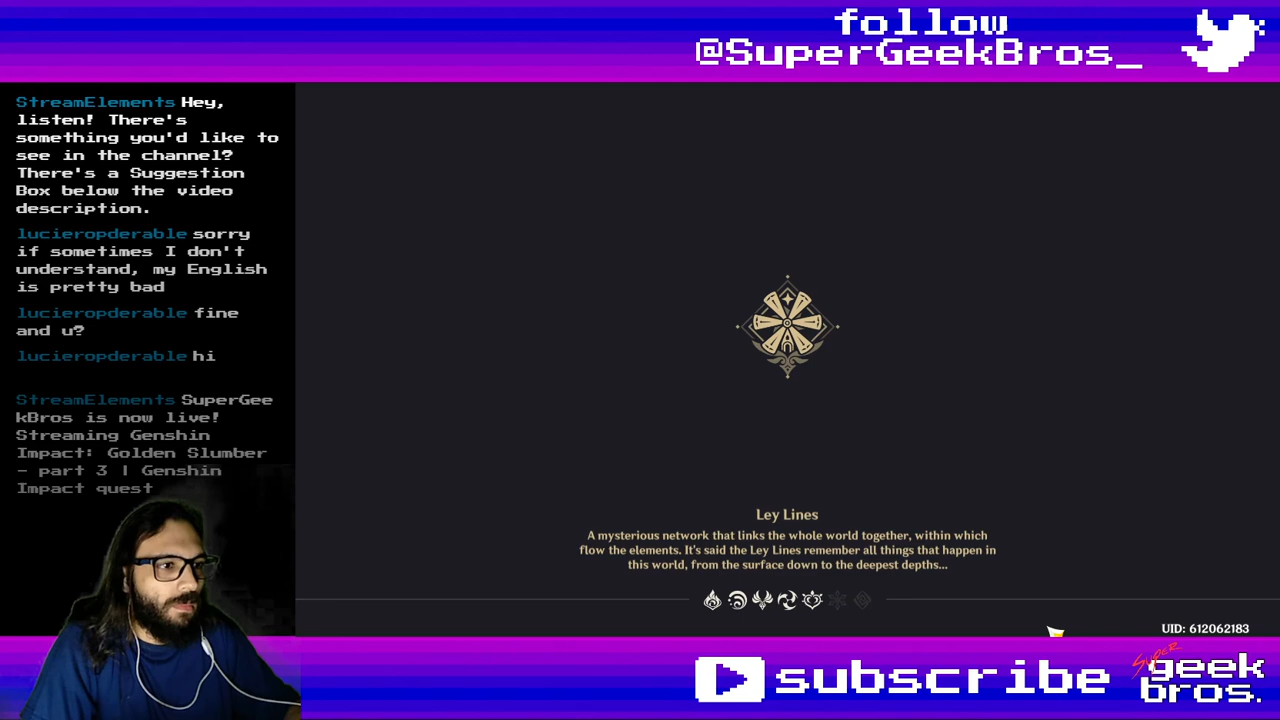 follow
@SuperGeekBros_
StreamElements Hey,
listen! There's
something you'd like to
see in the channel?
There's a Suggestion
Box below the video
description.
lucieropderable sorry
if sometimes I don't
understand, my English
is pretty bad
lucieropderable fine
and u?
lucieropderable hi
StreamElements SuperGee
kBros is now live!
Streaming Genshin
Impact: Golden Slumber
- part 3 | Genshin
Impact quest
Ley Lines
A mysterious network that links the whole world together, within which
flow the elements. It's said the Ley Lines remember all things that happen in
this world, from the surface down to the deepest depths...
UID: 612062183
subscribe
SUPER
geek
bros.